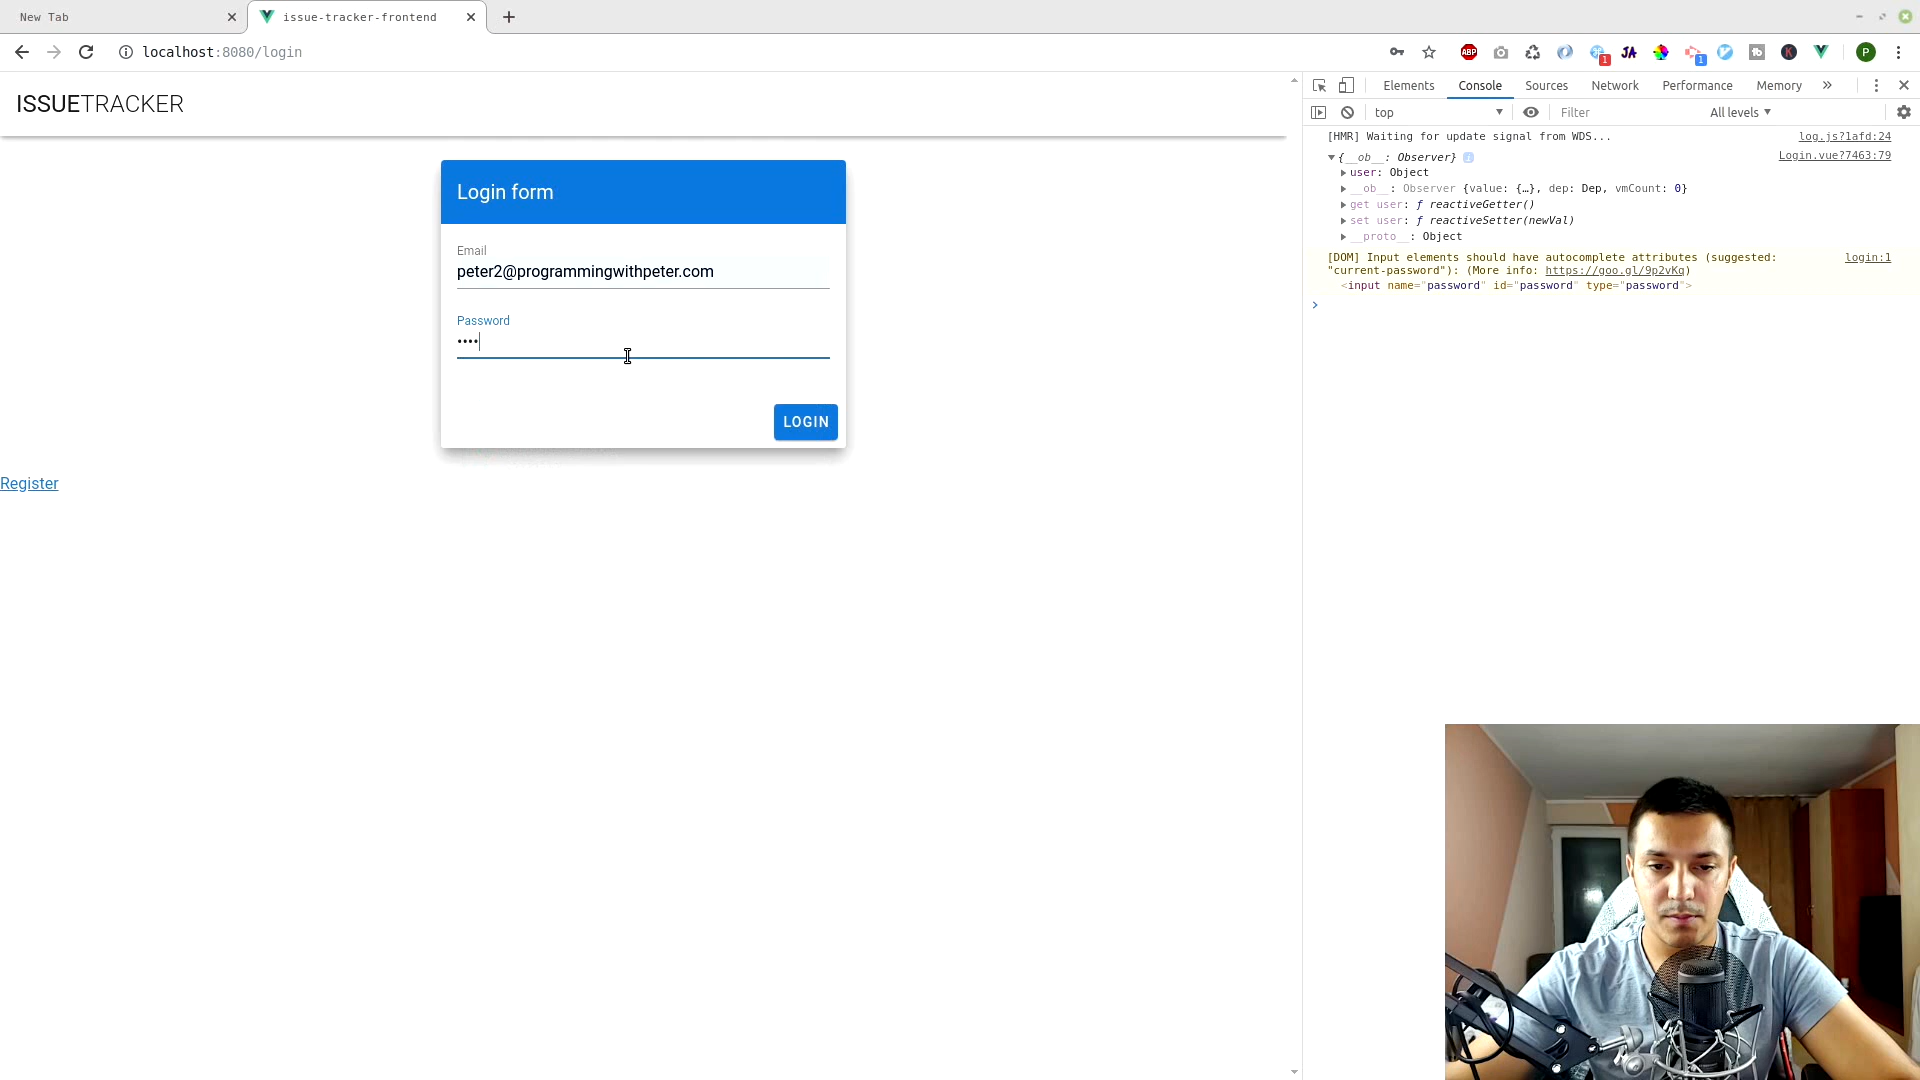 New Tab
issue-tracker-frontend
localhost:8080/login
ABP
1
JA
1
K
P
ISSUETRACKER
Login form
Email
peter2@programmingwithpeter.com
Password
••••
LOGIN
Register
Elements
Console
Sources
Network
Performance
Memory
»
top
Filter
All levels
[HMR] Waiting for update signal from WDS...
log.js?1afd:24
{__ob__: Observer}
Login.vue?7463:79
user: Object
__ob__: Observer {value: {…}, dep: Dep, vmCount: 0}
get user: ƒ reactiveGetter()
set user: ƒ reactiveSetter(newVal)
__proto__: Object
[DOM] Input elements should have autocomplete attributes (suggested:
login:1
"current-password"): (More info: https://goo.gl/9p2vKq)
<input name="password" id="password" type="password">